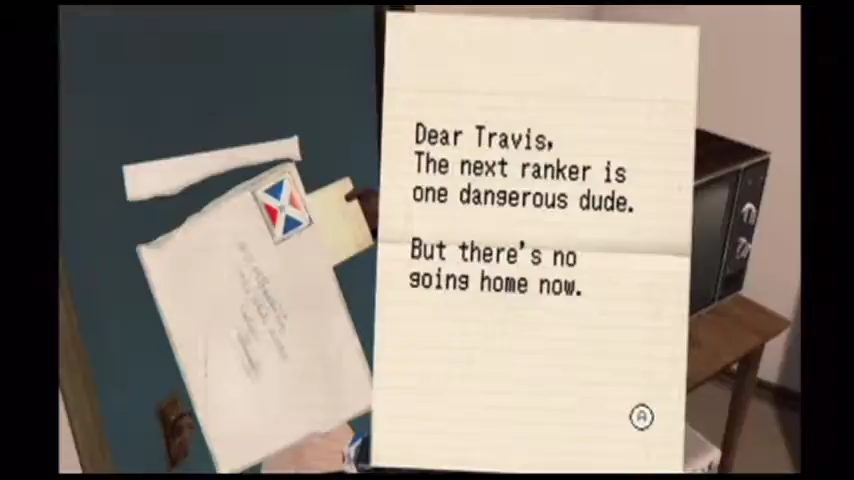 Dear Travis,
The next ranker is
one dangerous dude.
But there's no
going home now.
A